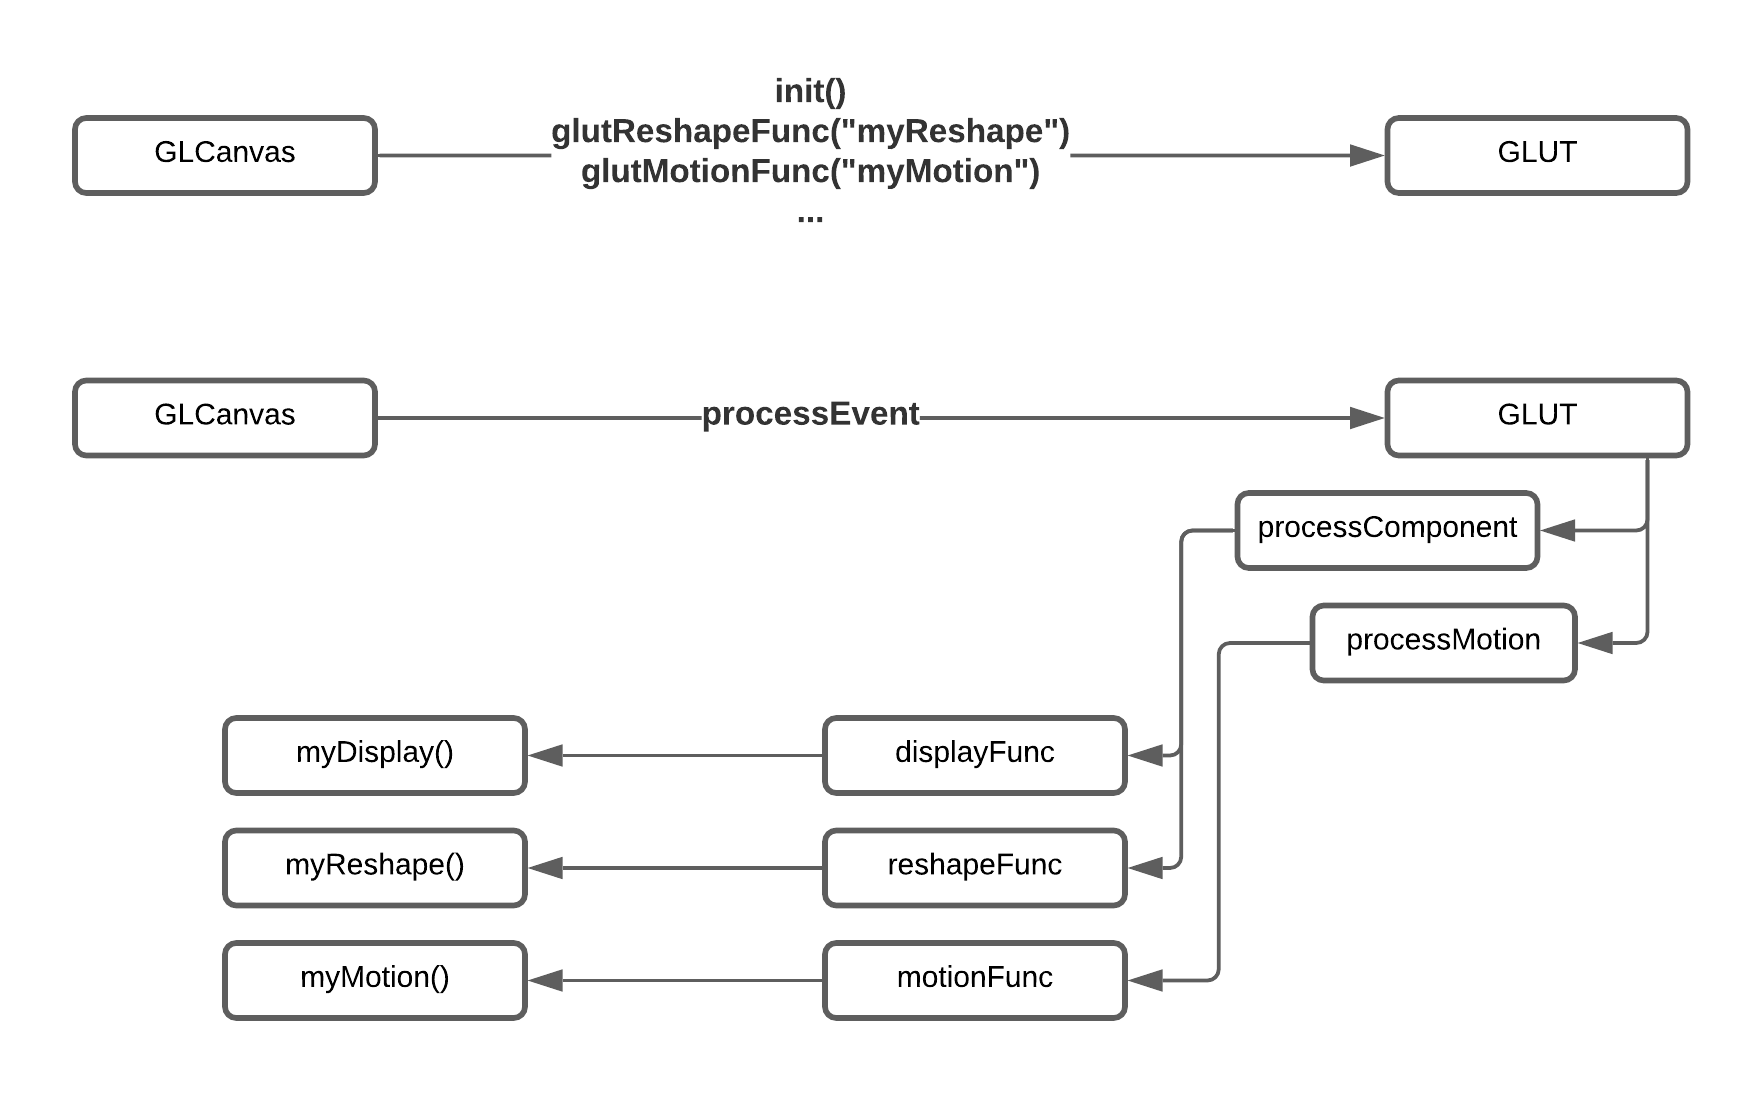 init()
glutReshapeFunc("myReshape")
glutMotionFunc("myMotion")
...
GLCanvas
GLUT
GLCanvas
processEvent
GLUT
processComponent
processMotion
myDisplay()
displayFunc
myReshape()
reshapeFunc
myMotion()
motionFunc